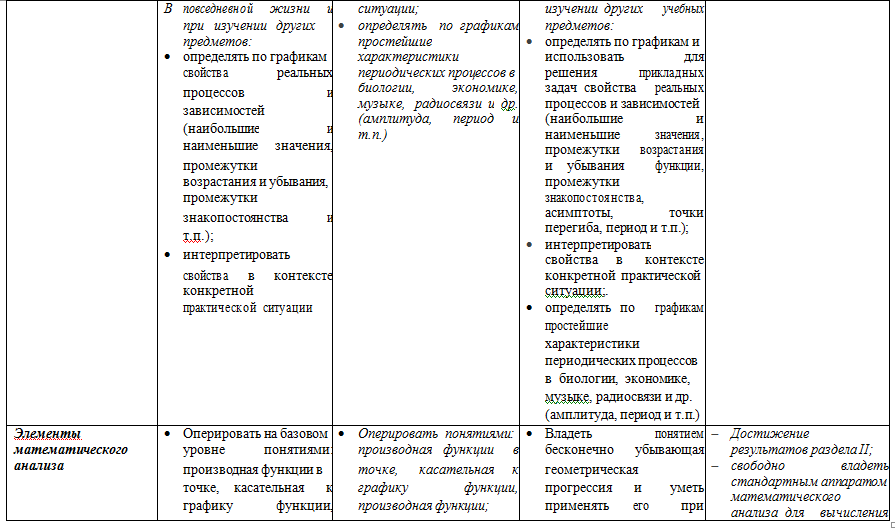 В повседневной жизни и
при изучении других
предметов:
определять по графикам
свойства реальных
процессов и
зависимостей
(наибольшие и
наименьшие значения,
промежутки
возрастания и убывания,
промежутки
знакопостоянства и
т.п.);
интерпретировать
свойства в контексте
конкретной
практической ситуации
ситуации;
определять по графикам
простейшие
характеристики
периодических процессов в
биологии, экономике,
музыке, радиосвязи и др.
(амплитуда, период и
т.п.)
изучении других учебных
предметов:
определять по графикам и
использовать для
решения прикладных
задач свойства реальных
процессов и зависимостей
(наибольшие и
наименьшие значения,
промежутки возрастания
и убывания функции,
промежутки
знакопостоянства,
асимптоты, точки
перегиба, период и т.п.);
интерпретировать
свойства в контексте
конкретной практической
ситуации;.
определять по графикам
простейшие
характеристики
периодических процессов
в биологии, экономике,
музыке, радиосвязи и др.
(амплитуда, период и т.п.)
Элементы
математического
анализа
Оперировать на базовом
уровне понятиями:
производная функции в
точке, касательная к
графику функции,
Оперировать понятиями:
производная функции в
точке, касательная к
графику функции,
производная функции;
Владеть понятием
бесконечно убывающая
геометрическая
прогрессия и уметь
применять его при
– Достижение
результатов раздела II;
– свободно владеть
стандартным аппаратом
математического
анализа для вычисления